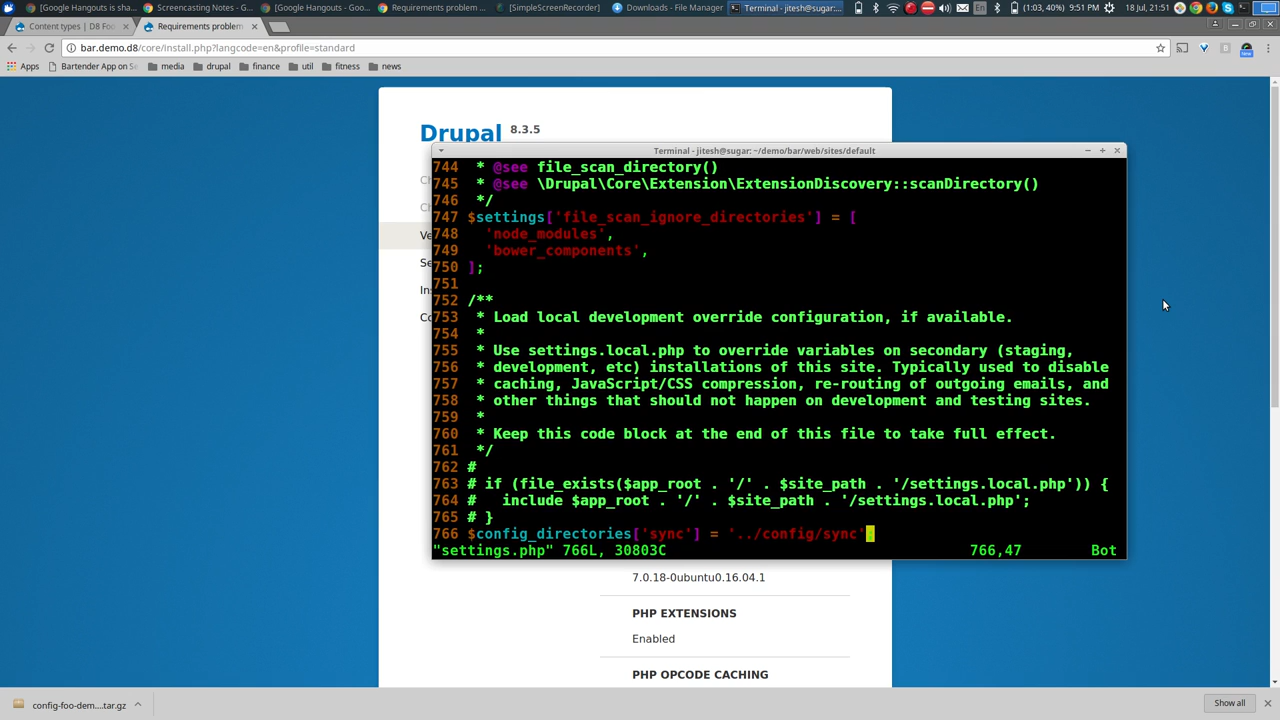 [Google Hangouts is sha...
Screencasting Notes - G...
[Google Hangouts - Goo...
Requirements problem ...
[SimpleScreenRecorder]
Downloads - File Manager
Terminal - jitesh@sugar:...
En
(1:03, 40%)
9:51 PM
18 Jul, 21:51
Content types | D8 Foo
Requirements problem
bar.demo.d8/core/install.php?langcode=en&profile=standard
Apps
Bartender App on Se
media
drupal
finance
util
fitness
news
Drupal 8.3.5
Terminal - jitesh@sugar: ~/demo/bar/web/sites/default
Ch
Ch
Ve
Se
Ins
Co
744 * @see file_scan_directory()
745 * @see \Drupal\Core\Extension\ExtensionDiscovery::scanDirectory()
746 */
747 $settings['file_scan_ignore_directories'] = [
748 'node_modules',
749 'bower_components',
750 ];
751
752 /**
753 * Load local development override configuration, if available.
754 *
755 * Use settings.local.php to override variables on secondary (staging,
756 * development, etc) installations of this site. Typically used to disable
757 * caching, JavaScript/CSS compression, re-routing of outgoing emails, and
758 * other things that should not happen on development and testing sites.
759 *
760 * Keep this code block at the end of this file to take full effect.
761 */
762 #
763 # if (file_exists($app_root . '/' . $site_path . '/settings.local.php')) {
764 # include $app_root . '/' . $site_path . '/settings.local.php';
765 # }
766 $config_directories['sync'] = '../config/sync';
"settings.php" 766L, 30803C 766,47 Bot
7.0.18-0ubuntu0.16.04.1
PHP EXTENSIONS
Enabled
PHP OPCODE CACHING
config-foo-dem....tar.gz
Show all